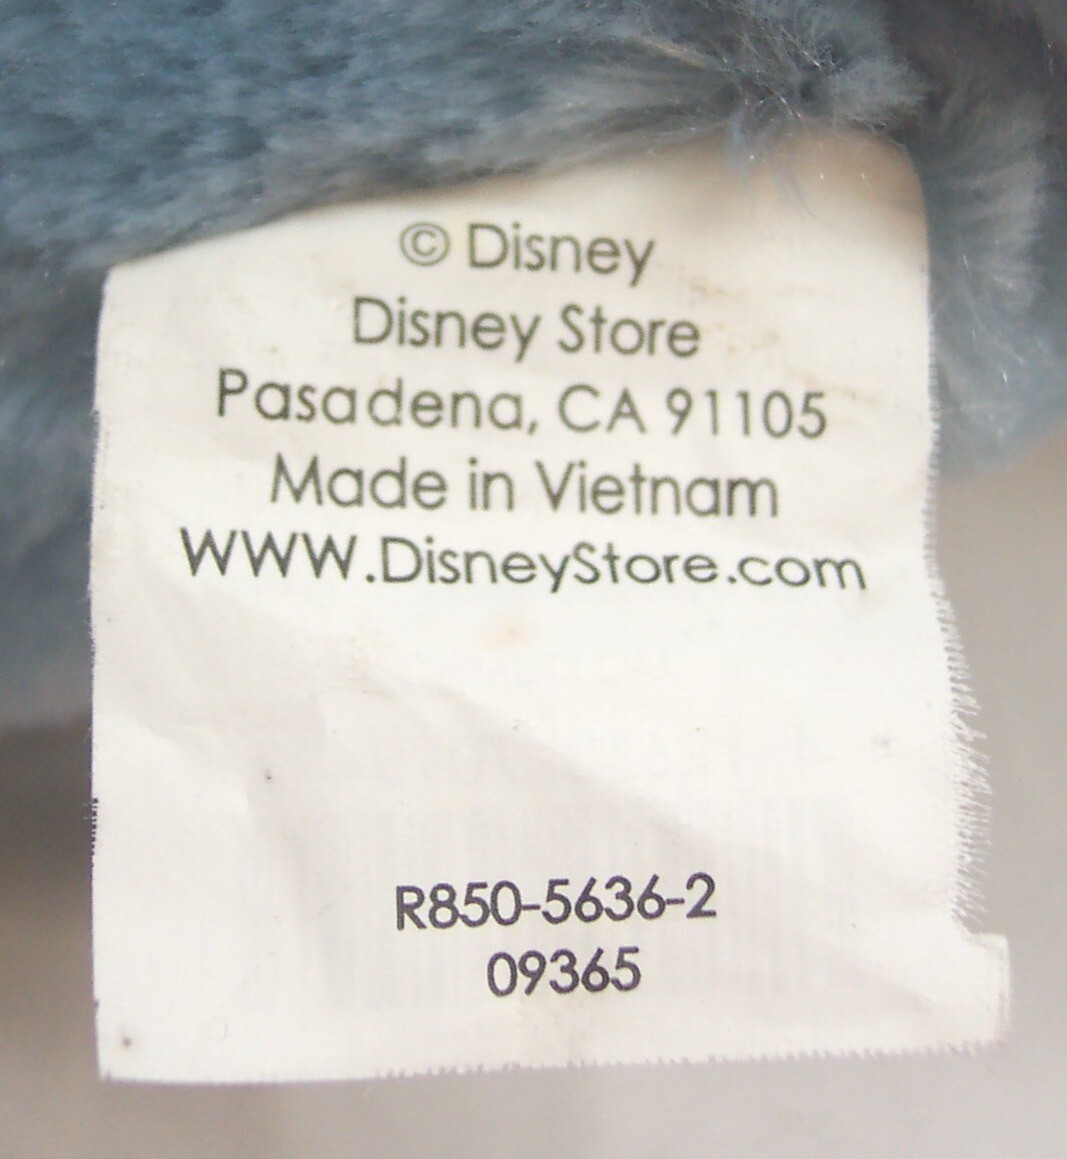 © Disney
Disney Store
Pasadena, CA 91105
Made in Vietnam
WWW.DisneyStore.com
R850-5636-2
09365